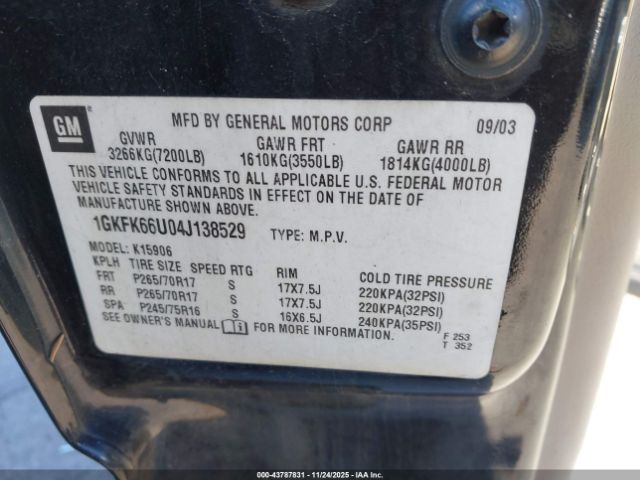 GM ®
MFD BY GENERAL MOTORS CORP 09/03
GVWR GAWR FRT GAWR RR
3266KG(7200LB) 1610KG(3550LB) 1814KG(4000LB)
THIS VEHICLE CONFORMS TO ALL APPLICABLE U.S. FEDERAL MOTOR
VEHICLE SAFETY STANDARDS IN EFFECT ON THE DATE OF
MANUFACTURE SHOWN ABOVE.
1GKFK66U04J138529 TYPE: M.P.V.
MODEL: K15906
KPLH TIRE SIZE SPEED RTG RIM COLD TIRE PRESSURE
FRT P265/70R17 S 17X7.5J 220KPA(32PSI)
RR P265/70R17 S 17X7.5J 220KPA(32PSI)
SPA P245/75R16 S 16X6.5J 240KPA(35PSI)
SEE OWNER'S MANUAL FOR MORE INFORMATION. F 253
T 352
000-43787831 - 11/24/2025 - IAAI.COM